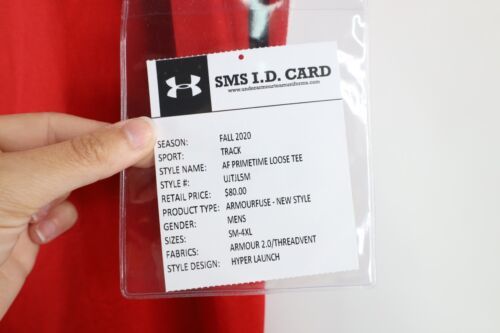 SMS I.D. CARD
www.underarmourteamuniforms.com
SEASON: FALL 2020
SPORT: TRACK
STYLE NAME: AF PRIMETIME LOOSE TEE
STYLE #: UJTJLSM
RETAIL PRICE: $80.00
PRODUCT TYPE: ARMOURFUSE - NEW STYLE
GENDER: MENS
SIZES: SM-4XL
FABRICS: ARMOUR 2.0/THREADVENT
STYLE DESIGN: HYPER LAUNCH